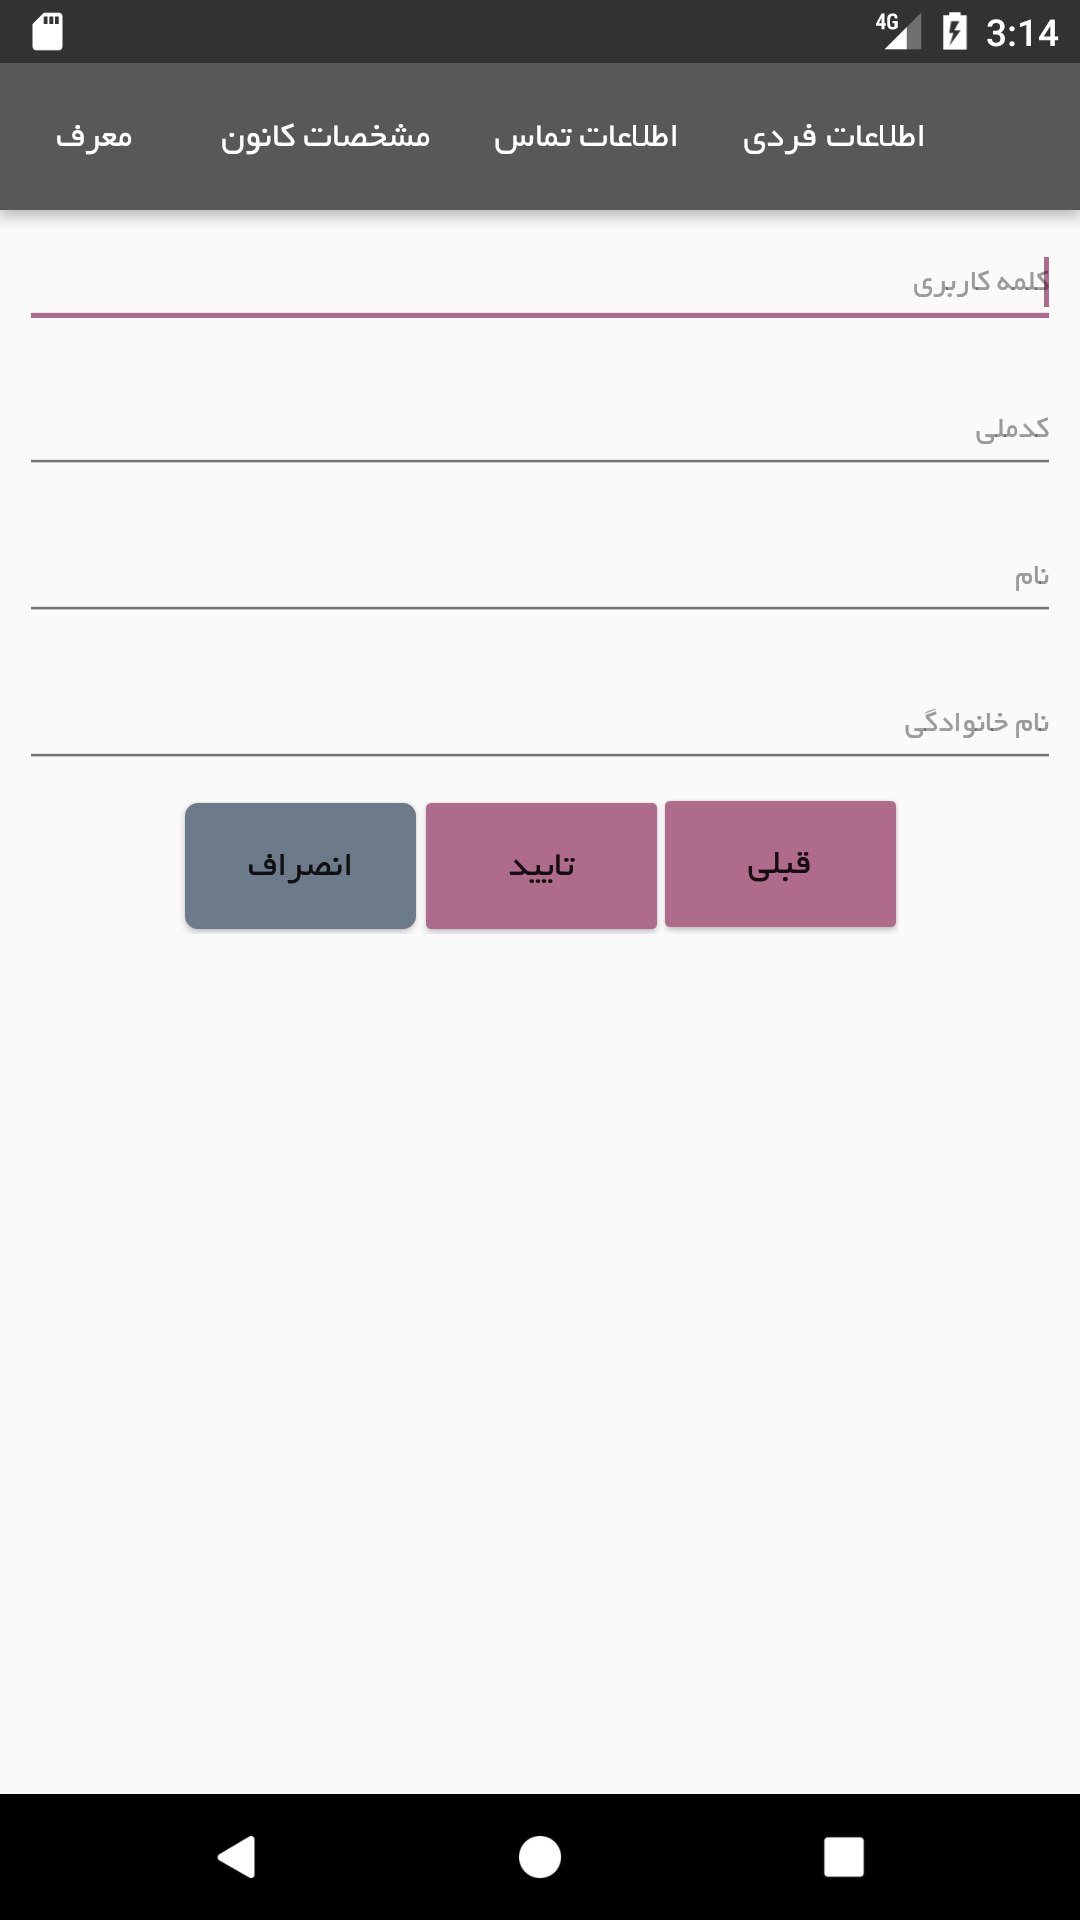 4G 3:14
اطلاعات فردی اطلاعات تماس مشخصات کانون معرف
کلمه کاربری
کدملی
نام
نام خانوادگی
قبلی تایید انصراف